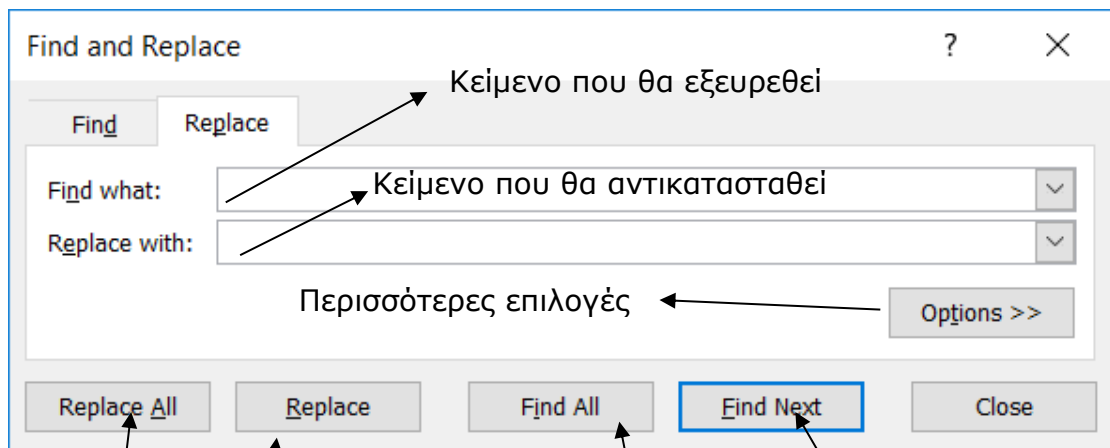 Find and Replace ?
Κείμενο που θα εξευρεθεί
Find Replace
Find what:
Κείμενο που θα αντικατασταθεί
Replace with:
Περισσότερες επιλογές
Options >>
Replace All Replace Find All Find Next Close